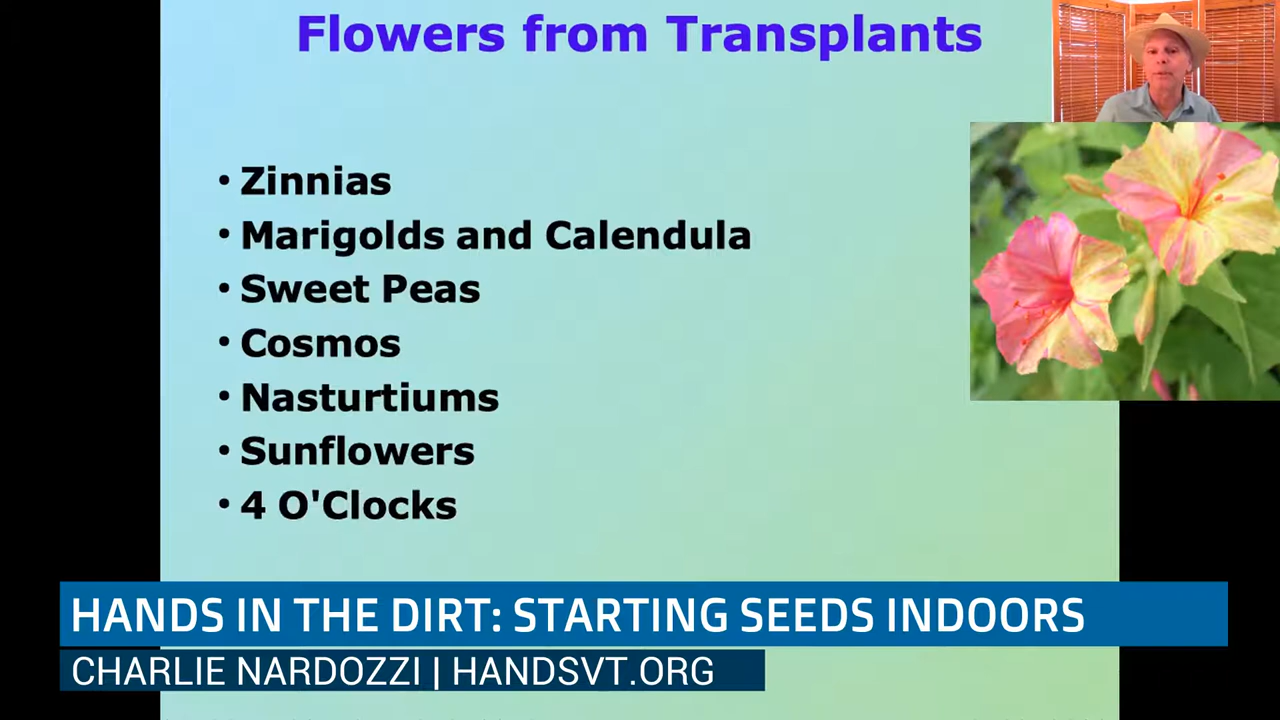 Flowers from Transplants
• Zinnias
• Marigolds and Calendula
• Sweet Peas
• Cosmos
• Nasturtiums
• Sunflowers
• 4 O'Clocks
HANDS IN THE DIRT: STARTING SEEDS INDOORS
CHARLIE NARDOZZI | HANDSVT.ORG